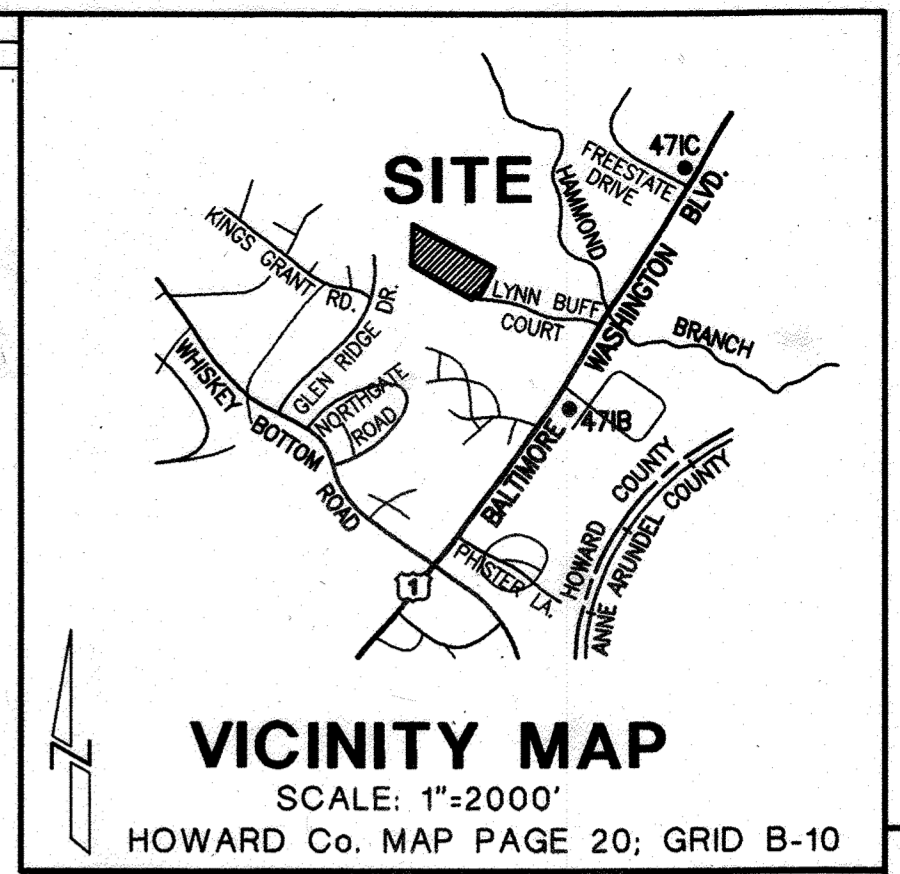 471C
FREESTATE
DRIVE
SITE
HAMMOND
BLVD.
KINGS GRANT RD.
WASHINGTON
LYNN BUFF
COURT
BRANCH
GLEN RIDGE DR.
WHISKEY BOTTOM ROAD
NORTHGATE
ROAD
471B
BALTIMORE
HOWARD COUNTY
ANNE ARUNDEL COUNTY
PHISTER LA.
1
N
VICINITY MAP
SCALE: 1"=2000'
HOWARD Co. MAP PAGE 20; GRID B-10